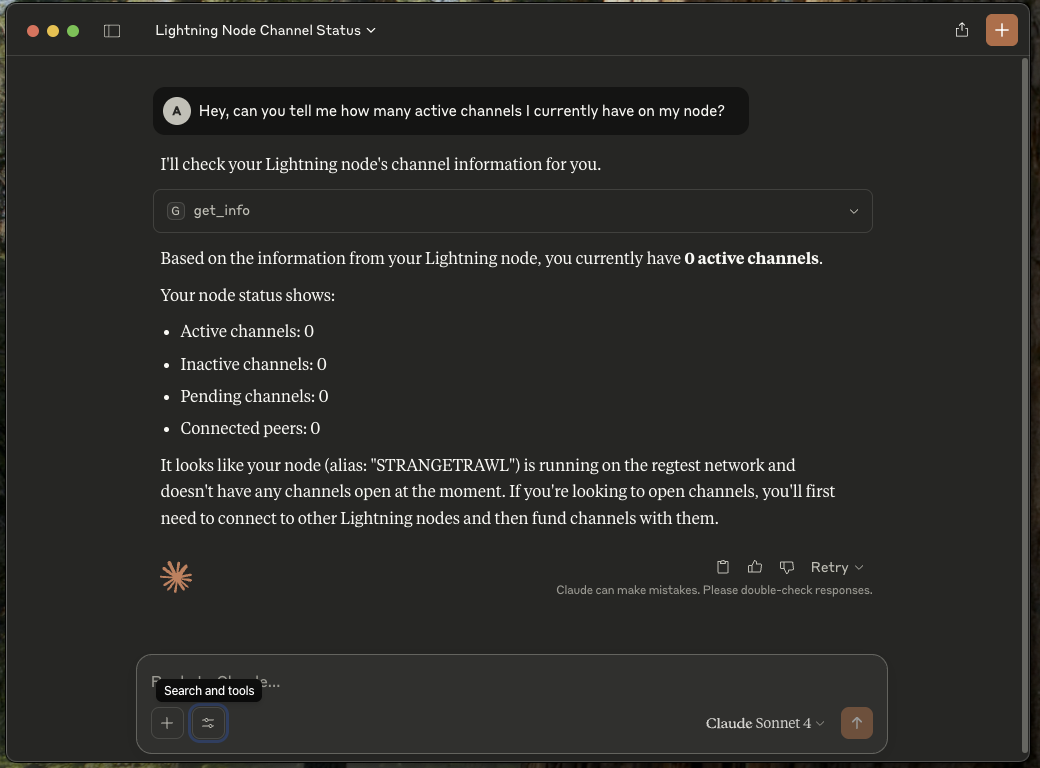 Lightning Node Channel Status
A
Hey, can you tell me how many active channels I currently have on my node?
I'll check your Lightning node's channel information for you.
G get_info
Based on the information from your Lightning node, you currently have 0 active channels.
Your node status shows:
• Active channels: 0
• Inactive channels: 0
• Pending channels: 0
• Connected peers: 0
It looks like your node (alias: "STRANGETRAWL") is running on the regtest network and
doesn't have any channels open at the moment. If you're looking to open channels, you'll first
need to connect to other Lightning nodes and then fund channels with them.
Retry
Claude can make mistakes. Please double-check responses.
Search and tools
Claude Sonnet 4